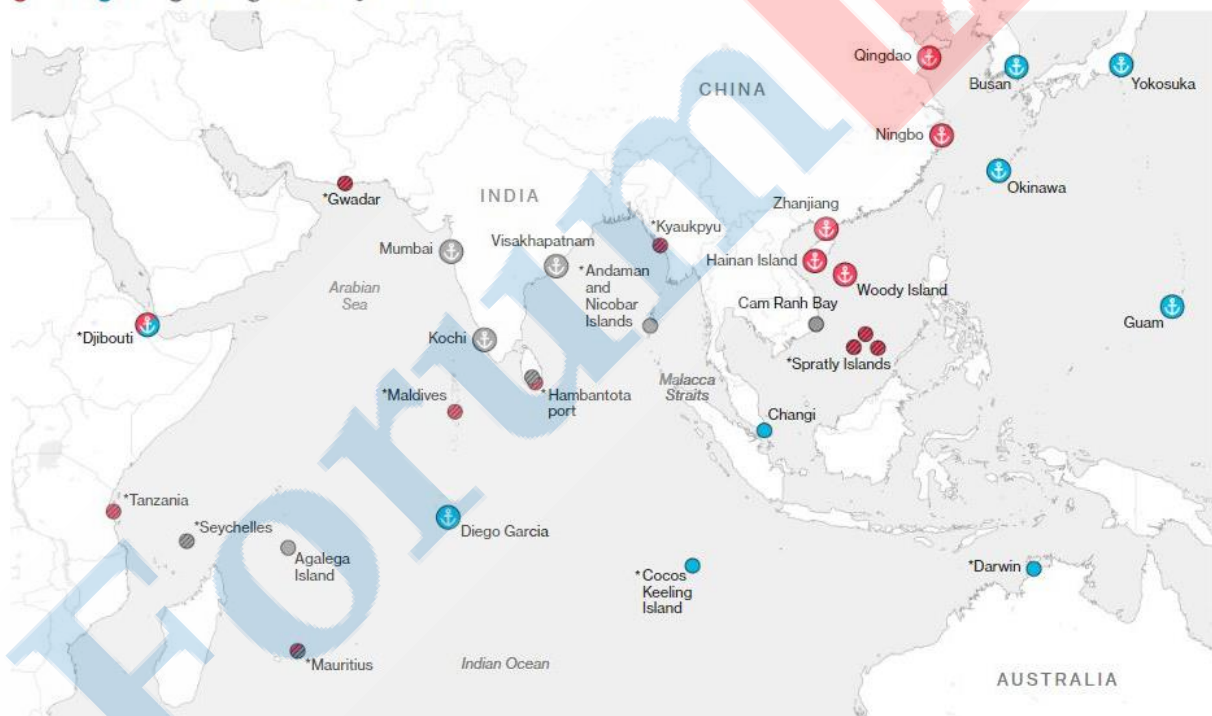 Qingdao
CHINA
Busan
Yokosuka
Ningbo
*Gwadar
INDIA
Okinawa
Zhanjiang
*Kyaukpyu
Mumbai
Visakhapatnam
Hainan Island
*Andaman
and
Nicobar
Islands
Woody Island
Arabian
Sea
Cam Ranh Bay
Guam
*Djibouti
Kochi
*Spratly Islands
Malacca
Straits
*Maldives
*Hambantota
port
Changi
*Tanzania
*Seychelles
Diego Garcia
Agalega
Island
*Darwin
*Cocos
Keeling
Island
*Mauritius
Indian Ocean
AUSTRALIA
Forum